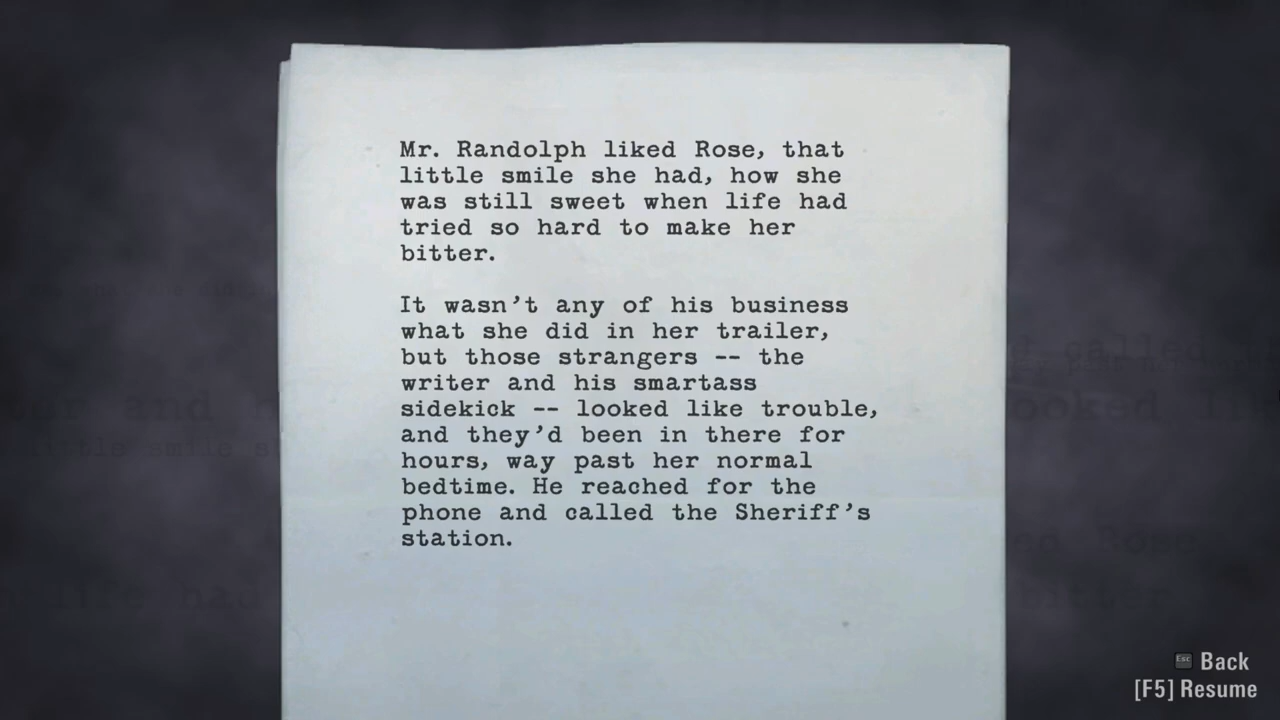 Mr. Randolph liked Rose, that
little smile she had, how she
was still sweet when life had
tried so hard to make her
bitter.
It wasn't any of his business
what she did in her trailer,
but those strangers -- the
writer and his smartass
sidekick -- looked like trouble,
and they'd been in there for
hours, way past her normal
bedtime. He reached for the
phone and called the Sheriff's
station.
Esc Back
[F5] Resume